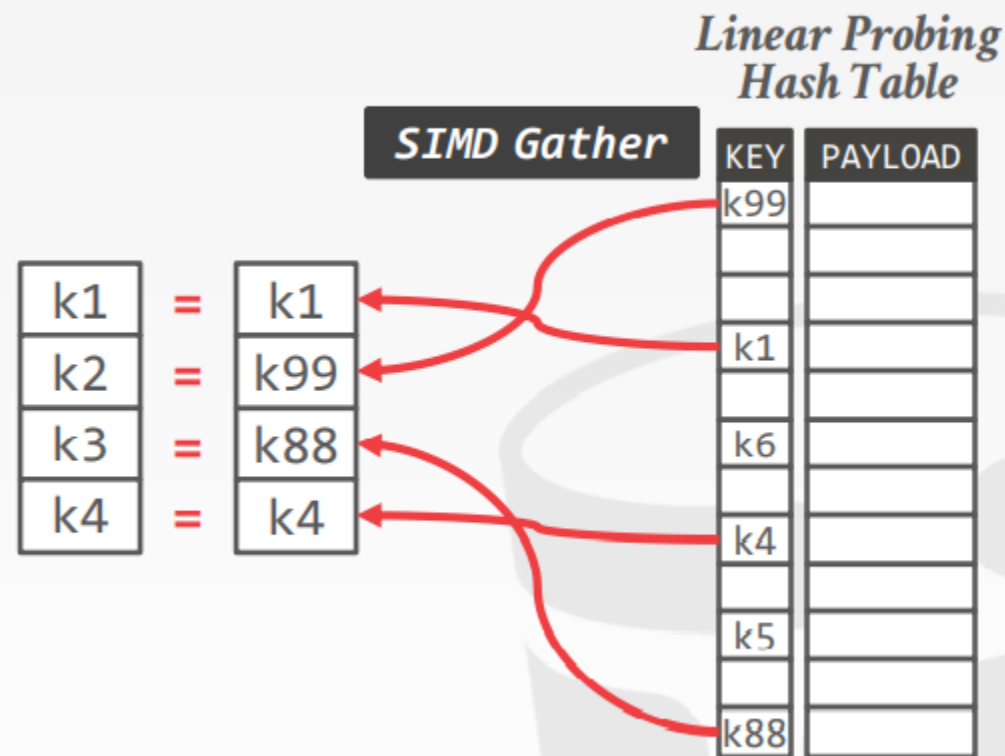 Linear Probing
Hash Table
SIMD Gather
KEY PAYLOAD
k99
k1 = k1
k2 = k99
k3 = k88
k4 = k4
k1
k6
k4
k5
k88